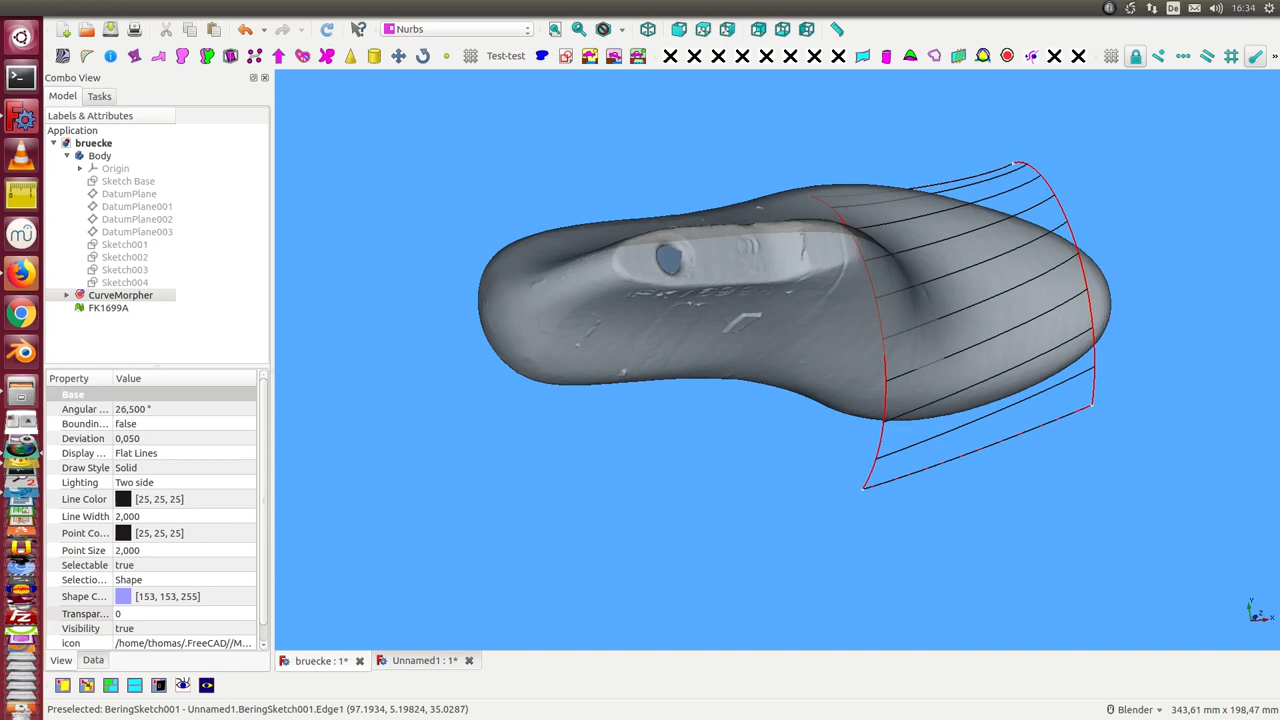 De
16:34
Nurbs
Test-test
Combo View
Model
Tasks
Labels & Attributes
Application
bruecke
Body
Origin
Sketch Base
DatumPlane
DatumPlane001
DatumPlane002
DatumPlane003
Sketch001
Sketch002
Sketch003
Sketch004
CurveMorpher
FK1699A
Property Value
Base
Angular ... 26,500 °
Boundin... false
Deviation 0,050
Display ... Flat Lines
Draw Style Solid
Lighting Two side
Line Color [25, 25, 25]
Line Width 2,000
Point Co... [25, 25, 25]
Point Size 2,000
Selectable true
Selectio... Shape
Shape C... [153, 153, 255]
Transpar... 0
Visibility true
icon /home/thomas/.FreeCAD//M...
View
Data
bruecke : 1*
Unnamed1 : 1*
Y
Z
X
Preselected: BeringSketch001 - Unnamed1.BeringSketch001.Edge1 (97.1934, 5.19824, 35.0287)
Blender
343,61 mm x 198,47 mm